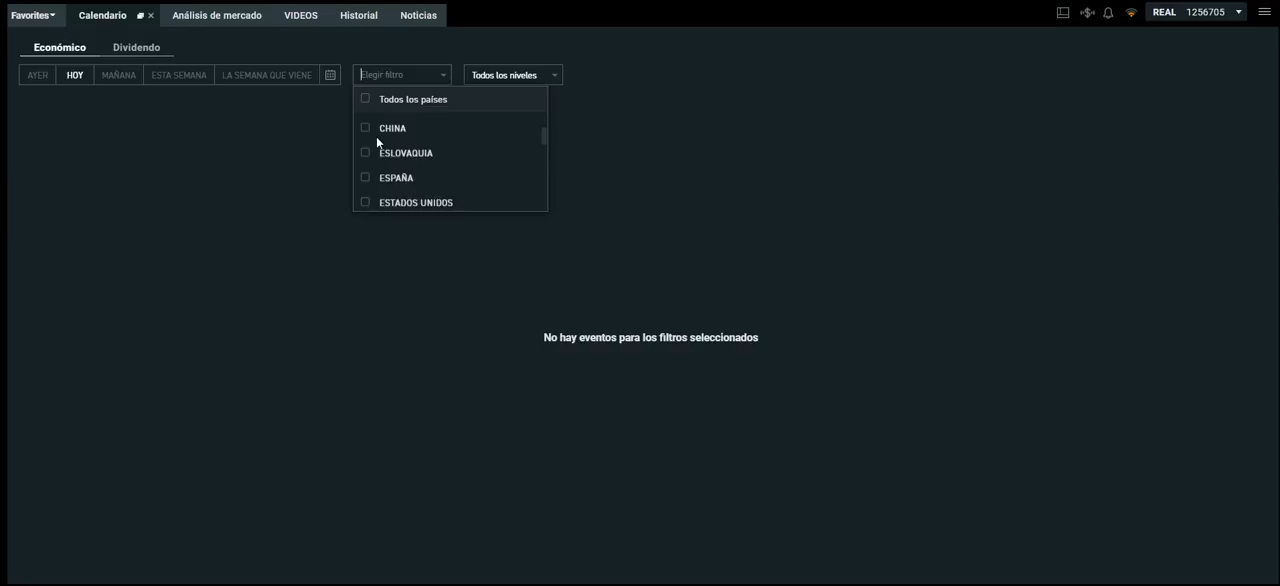 Favorites Calendario Análisis de mercado VIDEOS Historial Noticias REAL 1256705
Económico Dividendo
AYER HOY MAÑANA ESTA SEMANA LA SEMANA QUE VIENE Elegir filtro Todos los niveles
Todos los países
CHINA
ESLOVAQUIA
ESPAÑA
ESTADOS UNIDOS
No hay eventos para los filtros seleccionados